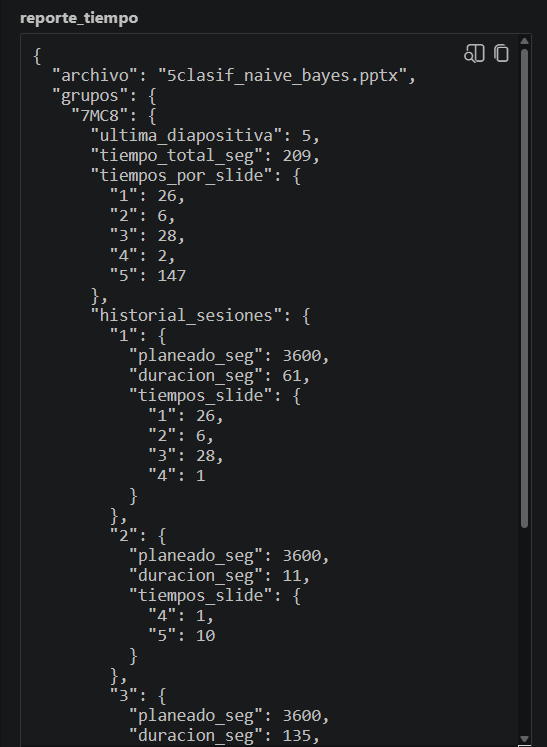 reporte_tiempo
{
  "archivo": "5clasif_naive_bayes.pptx",
  "grupos": {
    "7MC8": {
      "ultima_diapositiva": 5,
      "tiempo_total_seg": 209,
      "tiempos_por_slide": {
        "1": 26,
        "2": 6,
        "3": 28,
        "4": 2,
        "5": 147
      },
      "historial_sesiones": {
        "1": {
          "planeado_seg": 3600,
          "duracion_seg": 61,
          "tiempos_slide": {
            "1": 26,
            "2": 6,
            "3": 28,
            "4": 1
          }
        },
        "2": {
          "planeado_seg": 3600,
          "duracion_seg": 11,
          "tiempos_slide": {
            "4": 1,
            "5": 10
          }
        },
        "3": {
          "planeado_seg": 3600,
          "duracion_seg": 135,